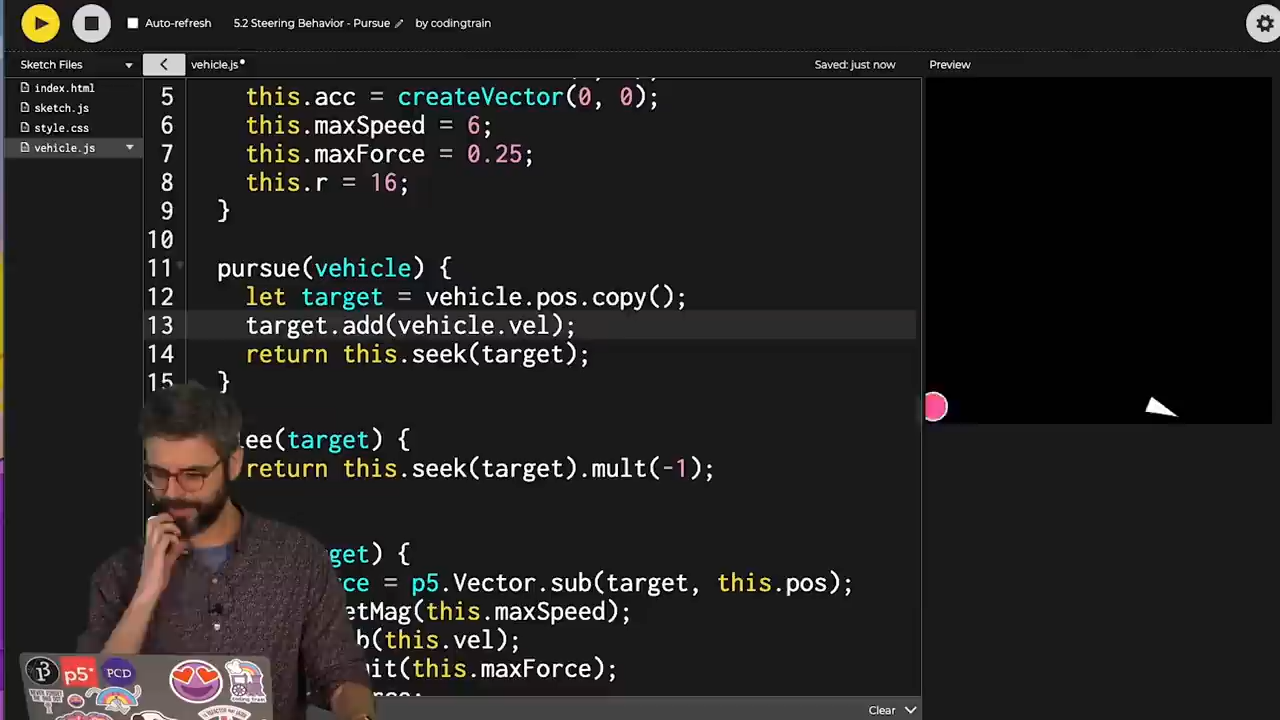 Auto-refresh
5.2 Steering Behavior - Pursue
by codingtrain
Sketch Files
vehicle.js
Saved: just now
Preview
index.html
sketch.js
style.css
vehicle.js
5 this.acc = createVector(0, 0);
6 this.maxSpeed = 6;
7 this.maxForce = 0.25;
8 this.r = 16;
9 }
10
11 pursue(vehicle) {
12 let target = vehicle.pos.copy();
13 target.add(vehicle.vel);
14 return this.seek(target);
15 }
lee(target) {
return this.seek(target).mult(-1);
get) {
ce = p5.Vector.sub(target, this.pos);
etMag(this.maxSpeed);
b(this.vel);
it(this.maxForce);
p5*
PCD
Clear